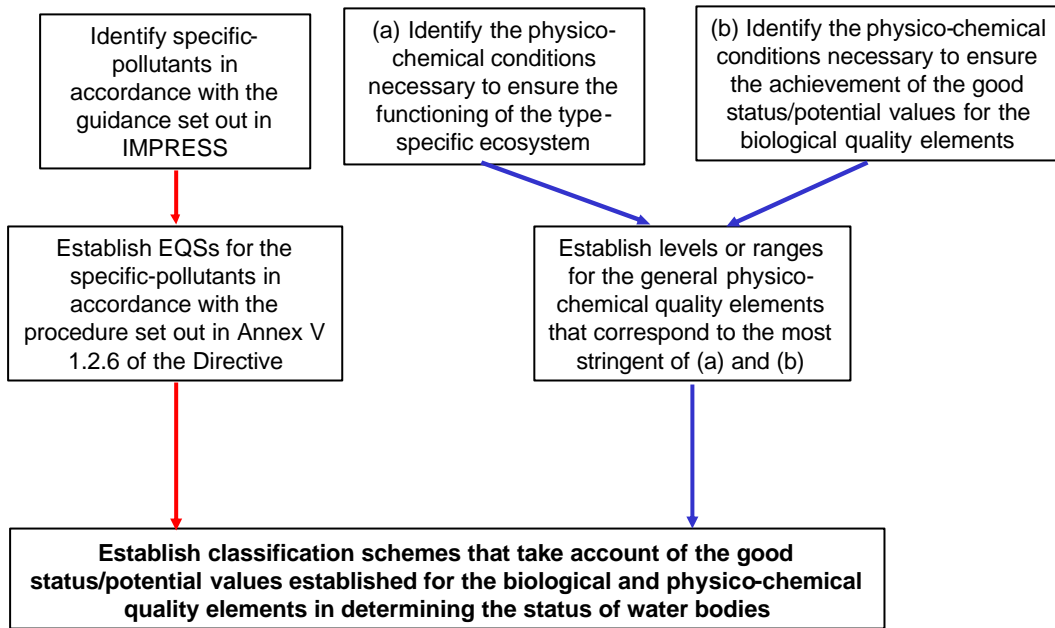 Identify specific-
pollutants in
accordance with the
guidance set out in
IMPRESS
(a) Identify the physico-
chemical conditions
necessary to ensure the
functioning of the type-
specific ecosystem
(b) Identify the physico-chemical
conditions necessary to ensure
the achievement of the good
status/potential values for the
biological quality elements
Establish EQSs for the
specific-pollutants in
accordance with the
procedure set out in Annex V
1.2.6 of the Directive
Establish levels or ranges
for the general physico-
chemical quality elements
that correspond to the most
stringent of (a) and (b)
Establish classification schemes that take account of the good
status/potential values established for the biological and physico-chemical
quality elements in determining the status of water bodies